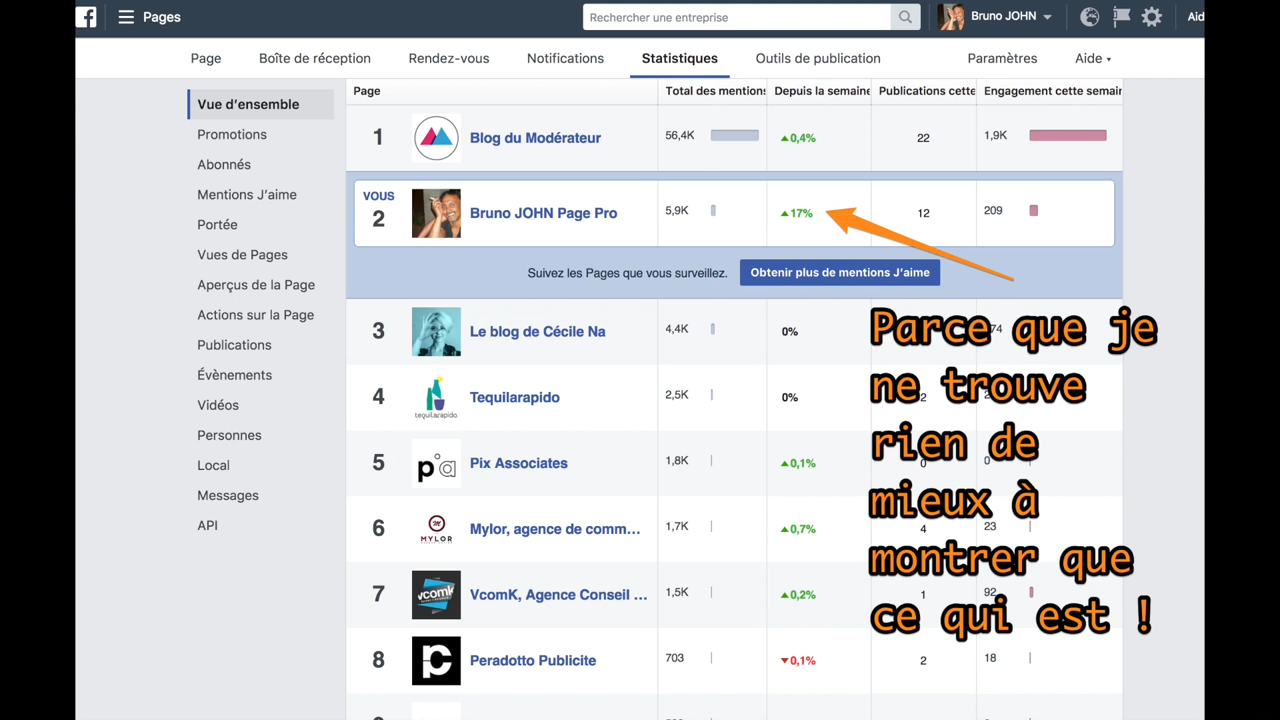 Pages
Rechercher une entreprise
Bruno JOHN
Aid
Page
Boîte de réception
Rendez-vous
Notifications
Statistiques
Outils de publication
Paramètres
Aide
Vue d'ensemble
Promotions
Abonnés
Mentions J'aime
Portée
Vues de Pages
Aperçus de la Page
Actions sur la Page
Publications
Évènements
Vidéos
Personnes
Local
Messages
API
Page Total des mentions Depuis la semaine Publications cette Engagement cette semain
1 Blog du Modérateur 56,4K 0,4% 22 1,9K
VOUS
2 Bruno JOHN Page Pro 5,9K 17% 12 209
Suivez les Pages que vous surveillez. Obtenir plus de mentions J'aime
3 Le blog de Cécile Na 4,4K 0%
4 tequilarapido Tequilarapido 2,5K 0%
5 p°a Pix Associates 1,8K 0,1% 0 0
6 MYLOR Mylor, agence de comm... 1,7K 0,7% 4 23
7 vcomk VcomK, Agence Conseil ... 1,5K 0,2% 1 92
8 Peradotto Publicite 703 0,1% 2 18
Parce que je
ne trouve
rien de
mieux à
montrer que
ce qui est !